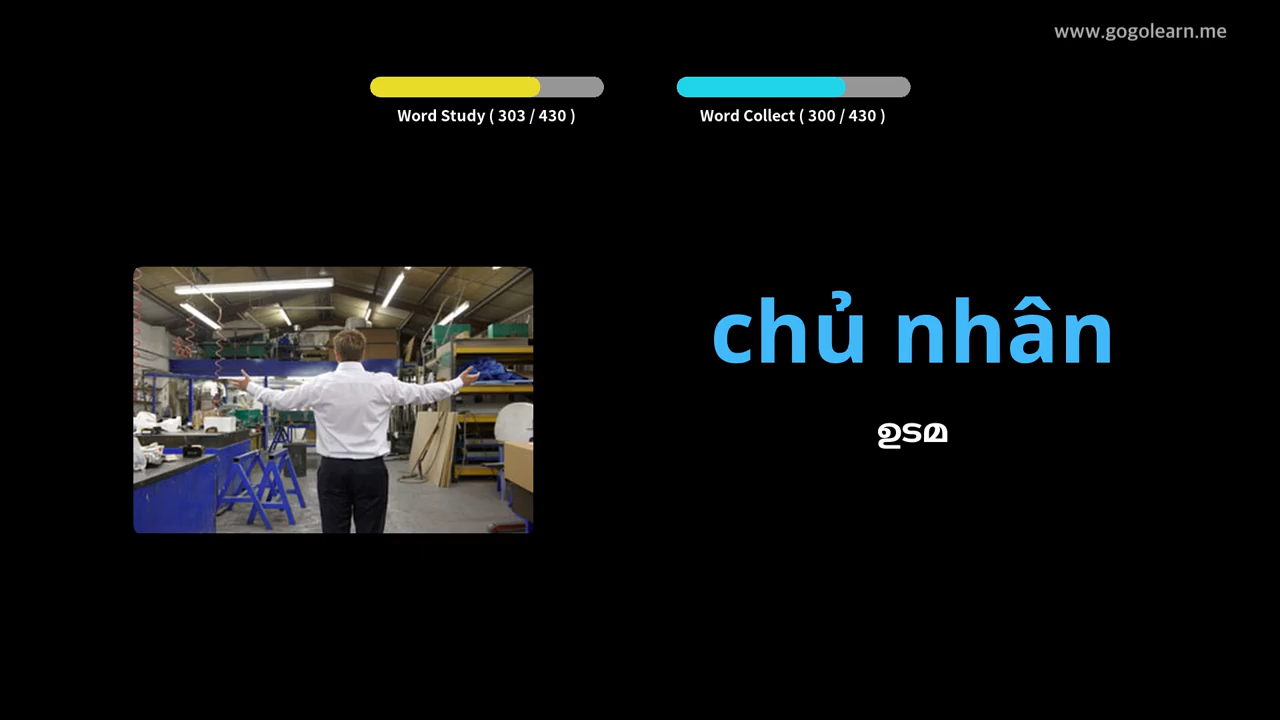 www.gogolearn.me
Word Study ( 303 / 430 )
Word Collect ( 300 / 430 )
chủ nhân
ഉടമ